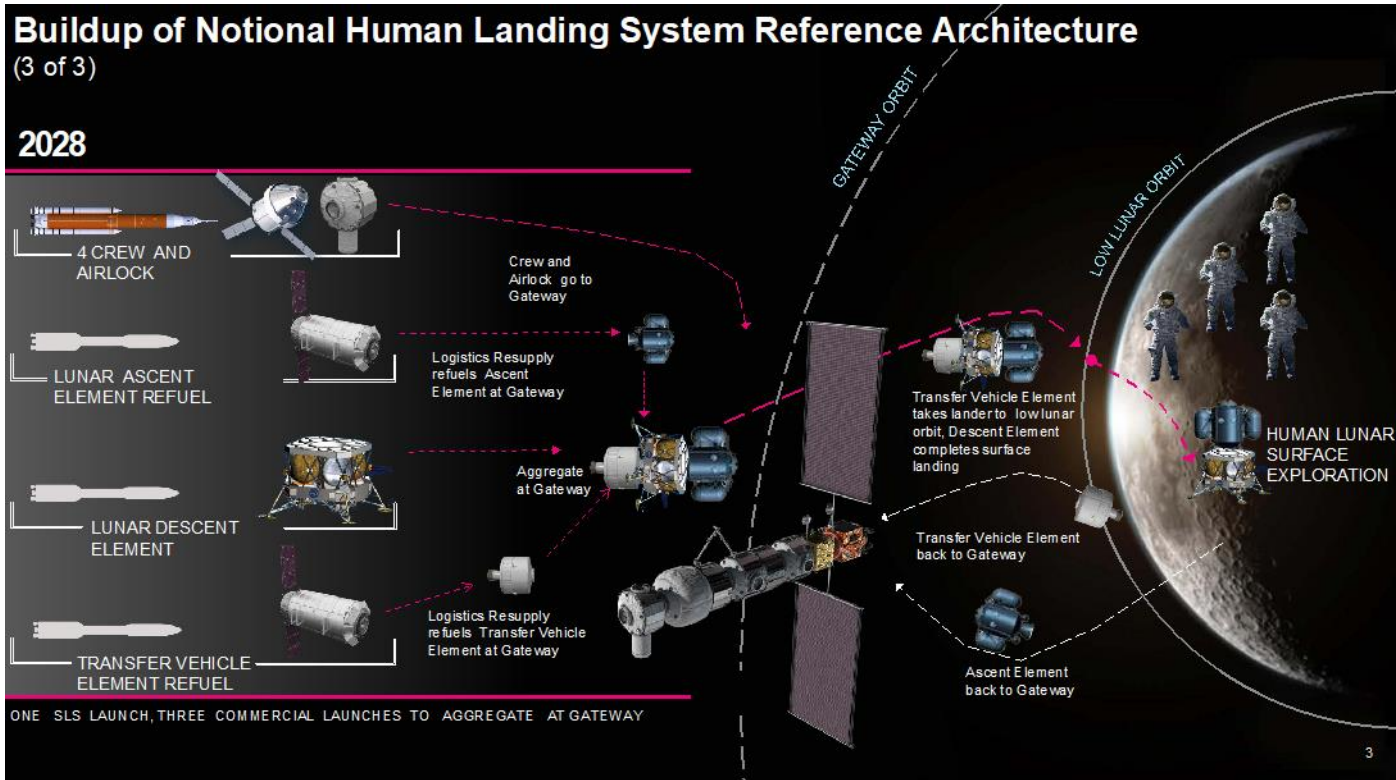 Buildup of Notional Human Landing System Reference Architecture
(3 of 3)
2028
4 CREW AND
AIRLOCK
LUNAR ASCENT
ELEMENT REFUEL
LUNAR DESCENT
ELEMENT
TRANSFER VEHICLE
ELEMENT REFUEL
Crew and
Airlock go to
Gateway
Logistics Resupply
refuels Ascent
Element at Gateway
Aggregate
at Gateway
Logistics Resupply
refuels Transfer Vehicle
Element at Gateway
GATEWAY ORBIT
LOW LUNAR ORBIT
Transfer Vehicle Element
takes lander to low lunar
orbit, Descent Element
completes surface
landing
HUMAN LUNAR
SURFACE
EXPLORATION
Transfer Vehicle Element
back to Gateway
Ascent Element
back to Gateway
ONE SLS LAUNCH, THREE COMMERCIAL LAUNCHES TO AGGREGATE AT GATEWAY
3